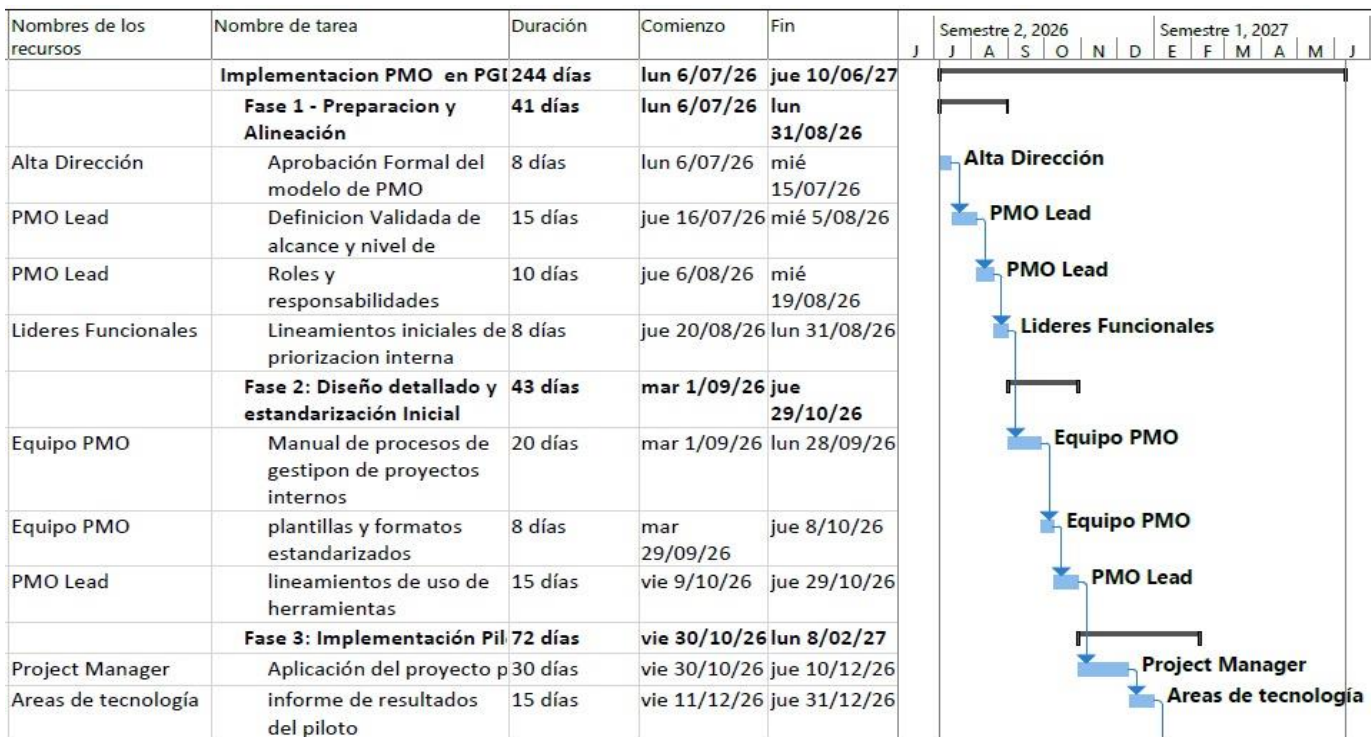 Nombres de los recursos Nombre de tarea Duración Comienzo Fin
Semestre 2, 2026 Semestre 1, 2027
J J A S O N D E F M A M J
Implementacion PMO en PGI 244 días lun 6/07/26 jue 10/06/27
Fase 1 - Preparacion y Alineación 41 días lun 6/07/26 lun 31/08/26
Alta Dirección Aprobación Formal del modelo de PMO 8 días lun 6/07/26 mié 15/07/26 Alta Dirección
PMO Lead Definicion Validada de alcance y nivel de 15 días jue 16/07/26 mié 5/08/26 PMO Lead
PMO Lead Roles y responsabilidades 10 días jue 6/08/26 mié 19/08/26 PMO Lead
Lideres Funcionales Lineamientos iniciales de priorizacion interna 8 días jue 20/08/26 lun 31/08/26 Lideres Funcionales
Fase 2: Diseño detallado y estandarización Inicial 43 días mar 1/09/26 jue 29/10/26
Equipo PMO Manual de procesos de gestipon de proyectos internos 20 días mar 1/09/26 lun 28/09/26 Equipo PMO
Equipo PMO plantillas y formatos estandarizados 8 días mar 29/09/26 jue 8/10/26 Equipo PMO
PMO Lead lineamientos de uso de herramientas 15 días vie 9/10/26 jue 29/10/26 PMO Lead
Fase 3: Implementación Pil 72 días vie 30/10/26 lun 8/02/27
Project Manager Aplicación del proyecto p 30 días vie 30/10/26 jue 10/12/26 Project Manager
Areas de tecnología informe de resultados del piloto 15 días vie 11/12/26 jue 31/12/26 Areas de tecnología